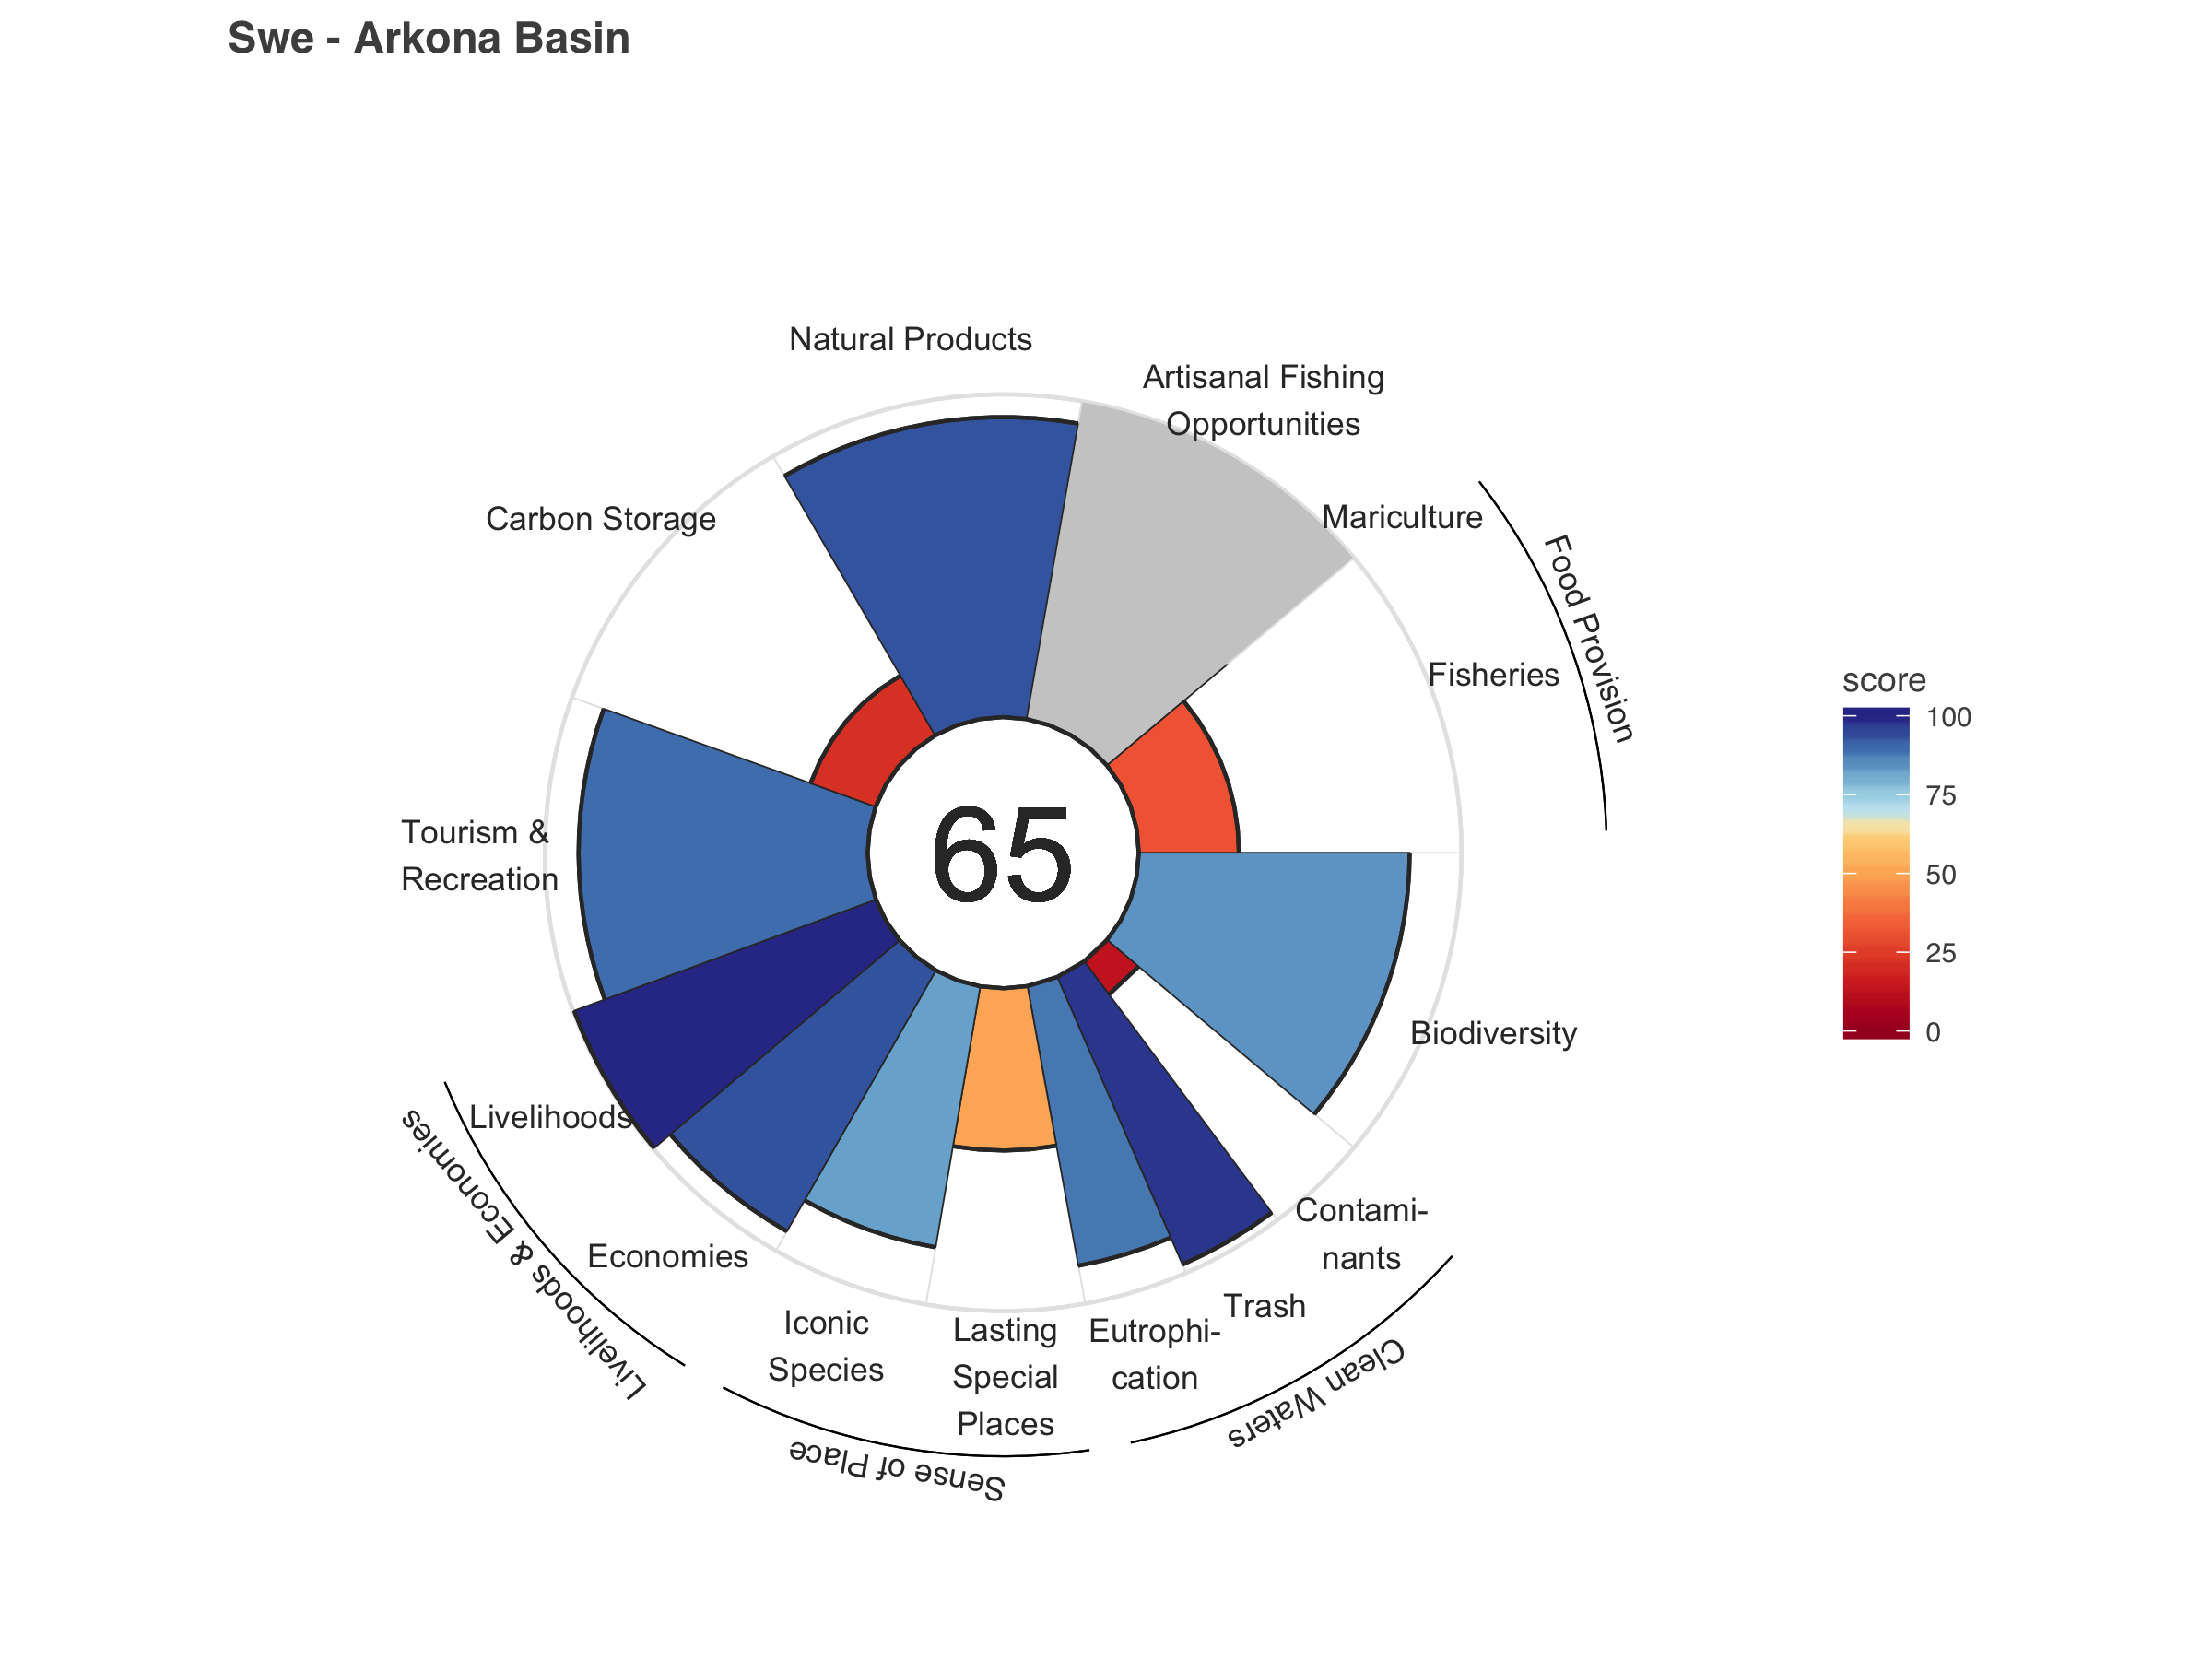 Swe - Arkona Basin
Natural Products
Artisanal Fishing
Opportunities
Carbon Storage
Mariculture
Food Provision
Fisheries
score
100
75
50
25
0
65
Tourism &
Recreation
Biodiversity
Livelihoods
Livelihoods & Economies
Economies
Contami-
nants
Trash
Clean Waters
Iconic
Species
Lasting
Special
Places
Eutrophi-
cation
Sense of Place